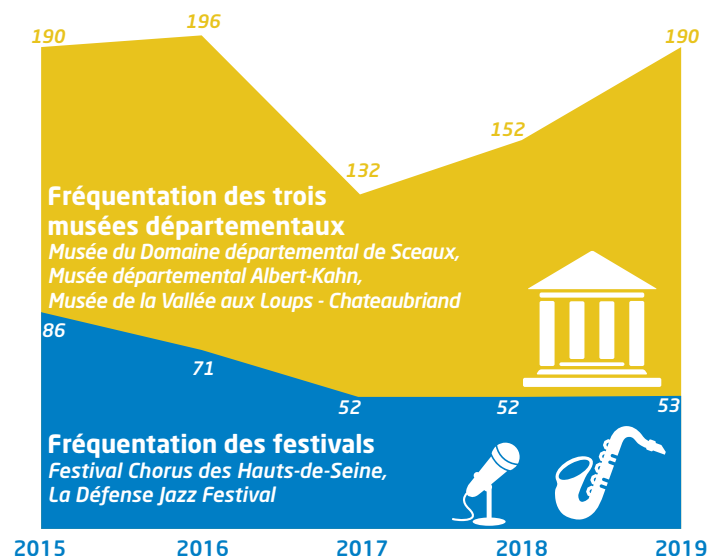 190
196
132
152
190
Fréquentation des trois
musées départementaux
Musée du Domaine départemental de Sceaux,
Musée départemental Albert-Kahn,
Musée de la Vallée aux Loups - Chateaubriand
86
71
52
52
53
Fréquentation des festivals
Festival Chorus des Hauts-de-Seine,
La Défense Jazz Festival
2015
2016
2017
2018
2019